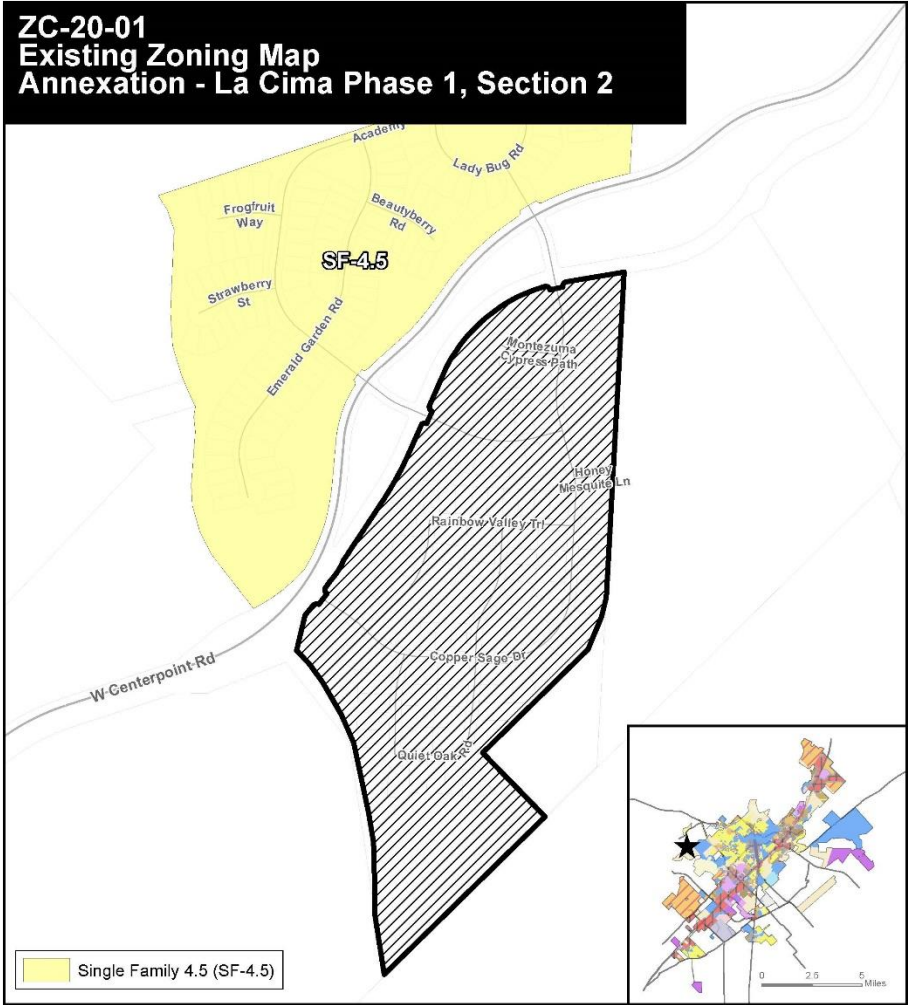 ZC-20-01
Existing Zoning Map
Annexation - La Cima Phase 1, Section 2
Academy
Lady Bug Rd
Frogfruit
Way
Beautyberry
Rd
SF-4.5
Strawberry
St
Emerald Garden Rd
Montezuma
Cypress Path
Honey
Mesquite Ln
Rainbow Valley Trl
Copper Sage Dr
W Centerpoint Rd
Quiet Oak Rd
Single Family 4.5 (SF-4.5)
0 2.5 5
Miles